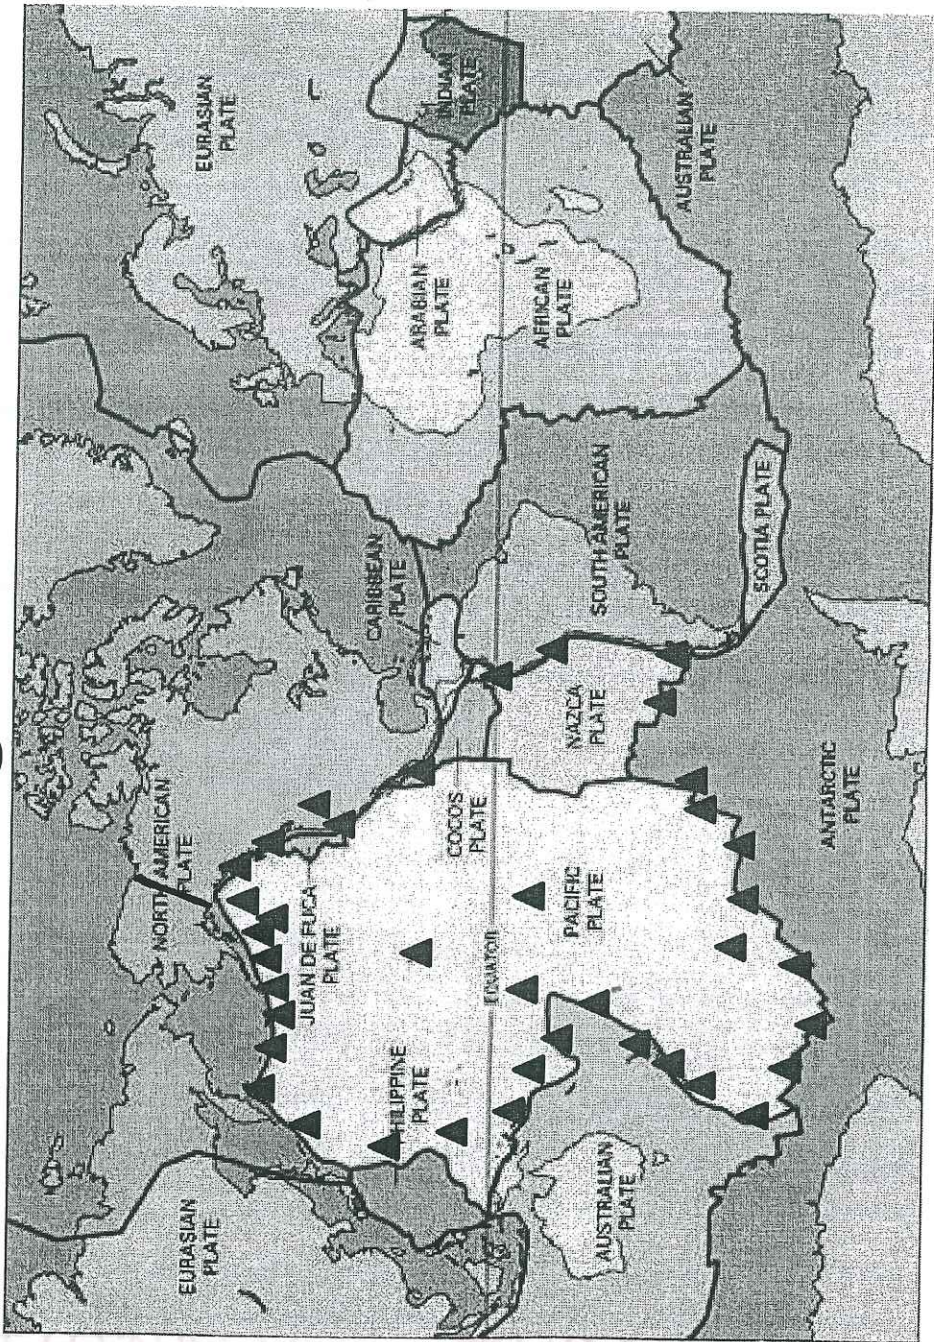 NORTH AMERICAN
PLATE
EURASIAN
PLATE
EURASIAN
PLATE
JUAN DE FUCA
PLATE
CARIBBEAN
PLATE
HILIPPINE
PLATE
ARABIAN
PLATE
INDIAN
PLATE
COCOS
PLATE
EQUATOR
AFRICAN
PLATE
PACIFIC
PLATE
NAZCA
PLATE
SOUTH AMERICAN
PLATE
AUSTRALIAN
PLATE
AUSTRALIAN
PLATE
SCOTIA PLATE
ANTARCTIC
PLATE